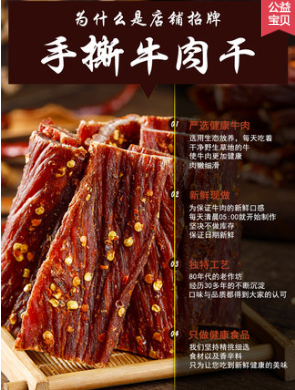 公益
宝贝
为什么是店铺招牌
手撕牛肉干
01 严选健康牛肉
选用生态放养，每天吃着
干净野生草地的牛
使牛肉更加健康
肉嫩细滑
02 新鲜现做
为保证牛肉的新鲜口感
每天清晨05:00就开始制作
坚决不做库存
保证日期新鲜
03 独特工艺
80年代的老作坊
经历30多年的不断沉淀
口味与品质都得到大家的认可
04 只做健康食品
我们坚持精挑细选
食材以及香辛料
只为让您吃到新鲜健康的美味